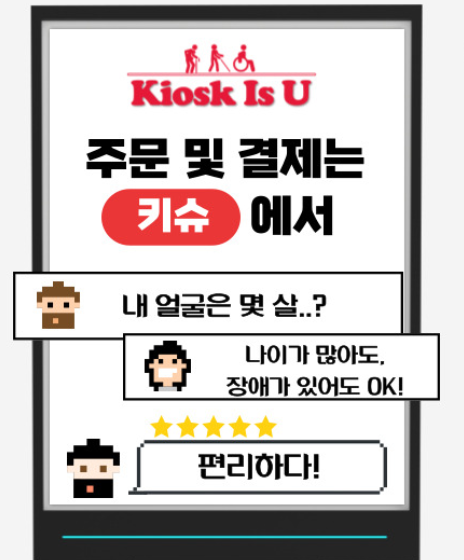 Kiosk Is U
주문 및 결제는
키슈 에서
내 얼굴은 몇 살..?
나이가 많아도,
장애가 있어도 OK!
편리하다!